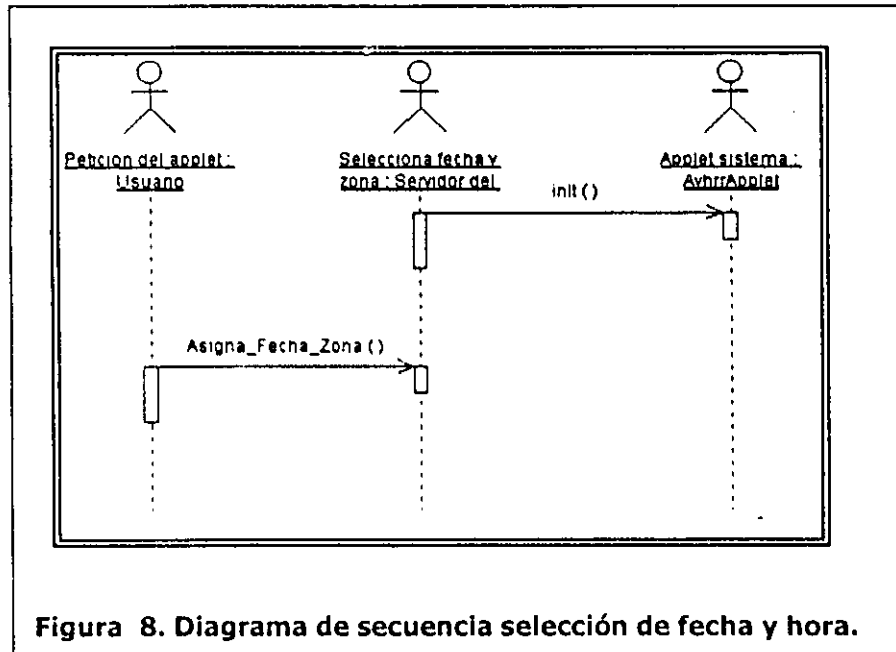 Peticion del applet :
Usuario
Selecciona fecha y
zona : Servidor del
Applet sistema :
AvhrrApplet
init ( )
Asigna_Fecha_Zona ( )
Figura 8. Diagrama de secuencia selección de fecha y hora.